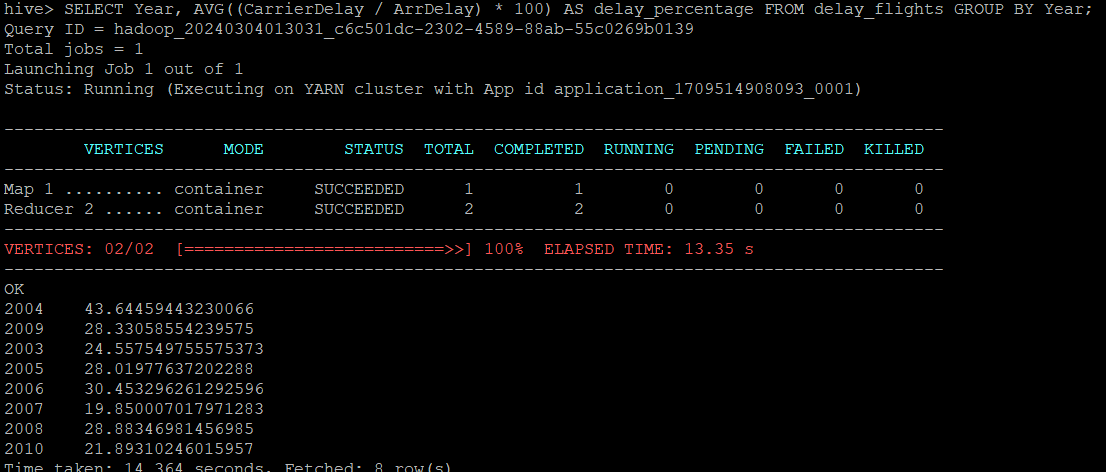 hive> SELECT Year, AVG((CarrierDelay / ArrDelay) * 100) AS delay_percentage FROM delay_flights GROUP BY Year;
Query ID = hadoop_20240304013031_c6c501dc-2302-4589-88ab-55c0269b0139
Total jobs = 1
Launching Job 1 out of 1
Status: Running (Executing on YARN cluster with App id application_1709514908093_0001)
----------------------------------------------------------------------------------------------
        VERTICES      MODE        STATUS  TOTAL  COMPLETED  RUNNING  PENDING  FAILED  KILLED
----------------------------------------------------------------------------------------------
Map 1 .......... container     SUCCEEDED      1          1        0        0       0       0
Reducer 2 ...... container     SUCCEEDED      2          2        0        0       0       0
----------------------------------------------------------------------------------------------
VERTICES: 02/02  [==========================>>] 100%  ELAPSED TIME: 13.35 s
----------------------------------------------------------------------------------------------
OK
2004    43.64459443230066
2009    28.33058554239575
2003    24.557549755575373
2005    28.01977637202288
2006    30.453296261292596
2007    19.850007017971283
2008    28.88346981456985
2010    21.89310246015957
Time taken: 14.364 seconds, Fetched: 8 row(s)